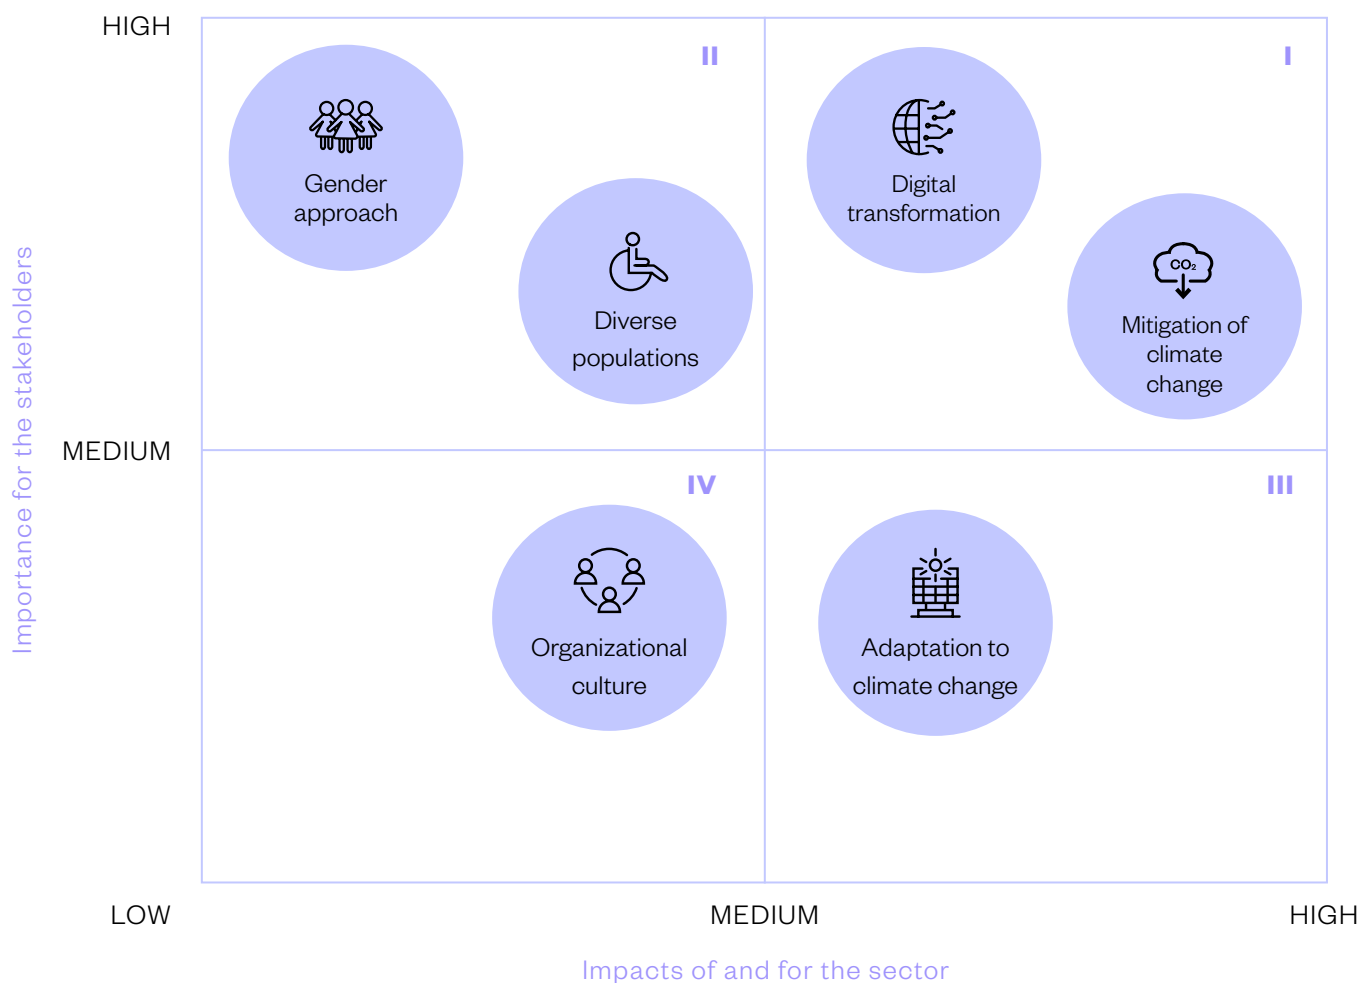 HIGH
II
I
Gender
approach
Digital
transformation
Diverse
populations
CO₂
Mitigation of
climate
change
Importance for the stakeholders
MEDIUM
IV
III
Organizational
culture
Adaptation to
climate change
LOW
MEDIUM
HIGH
Impacts of and for the sector